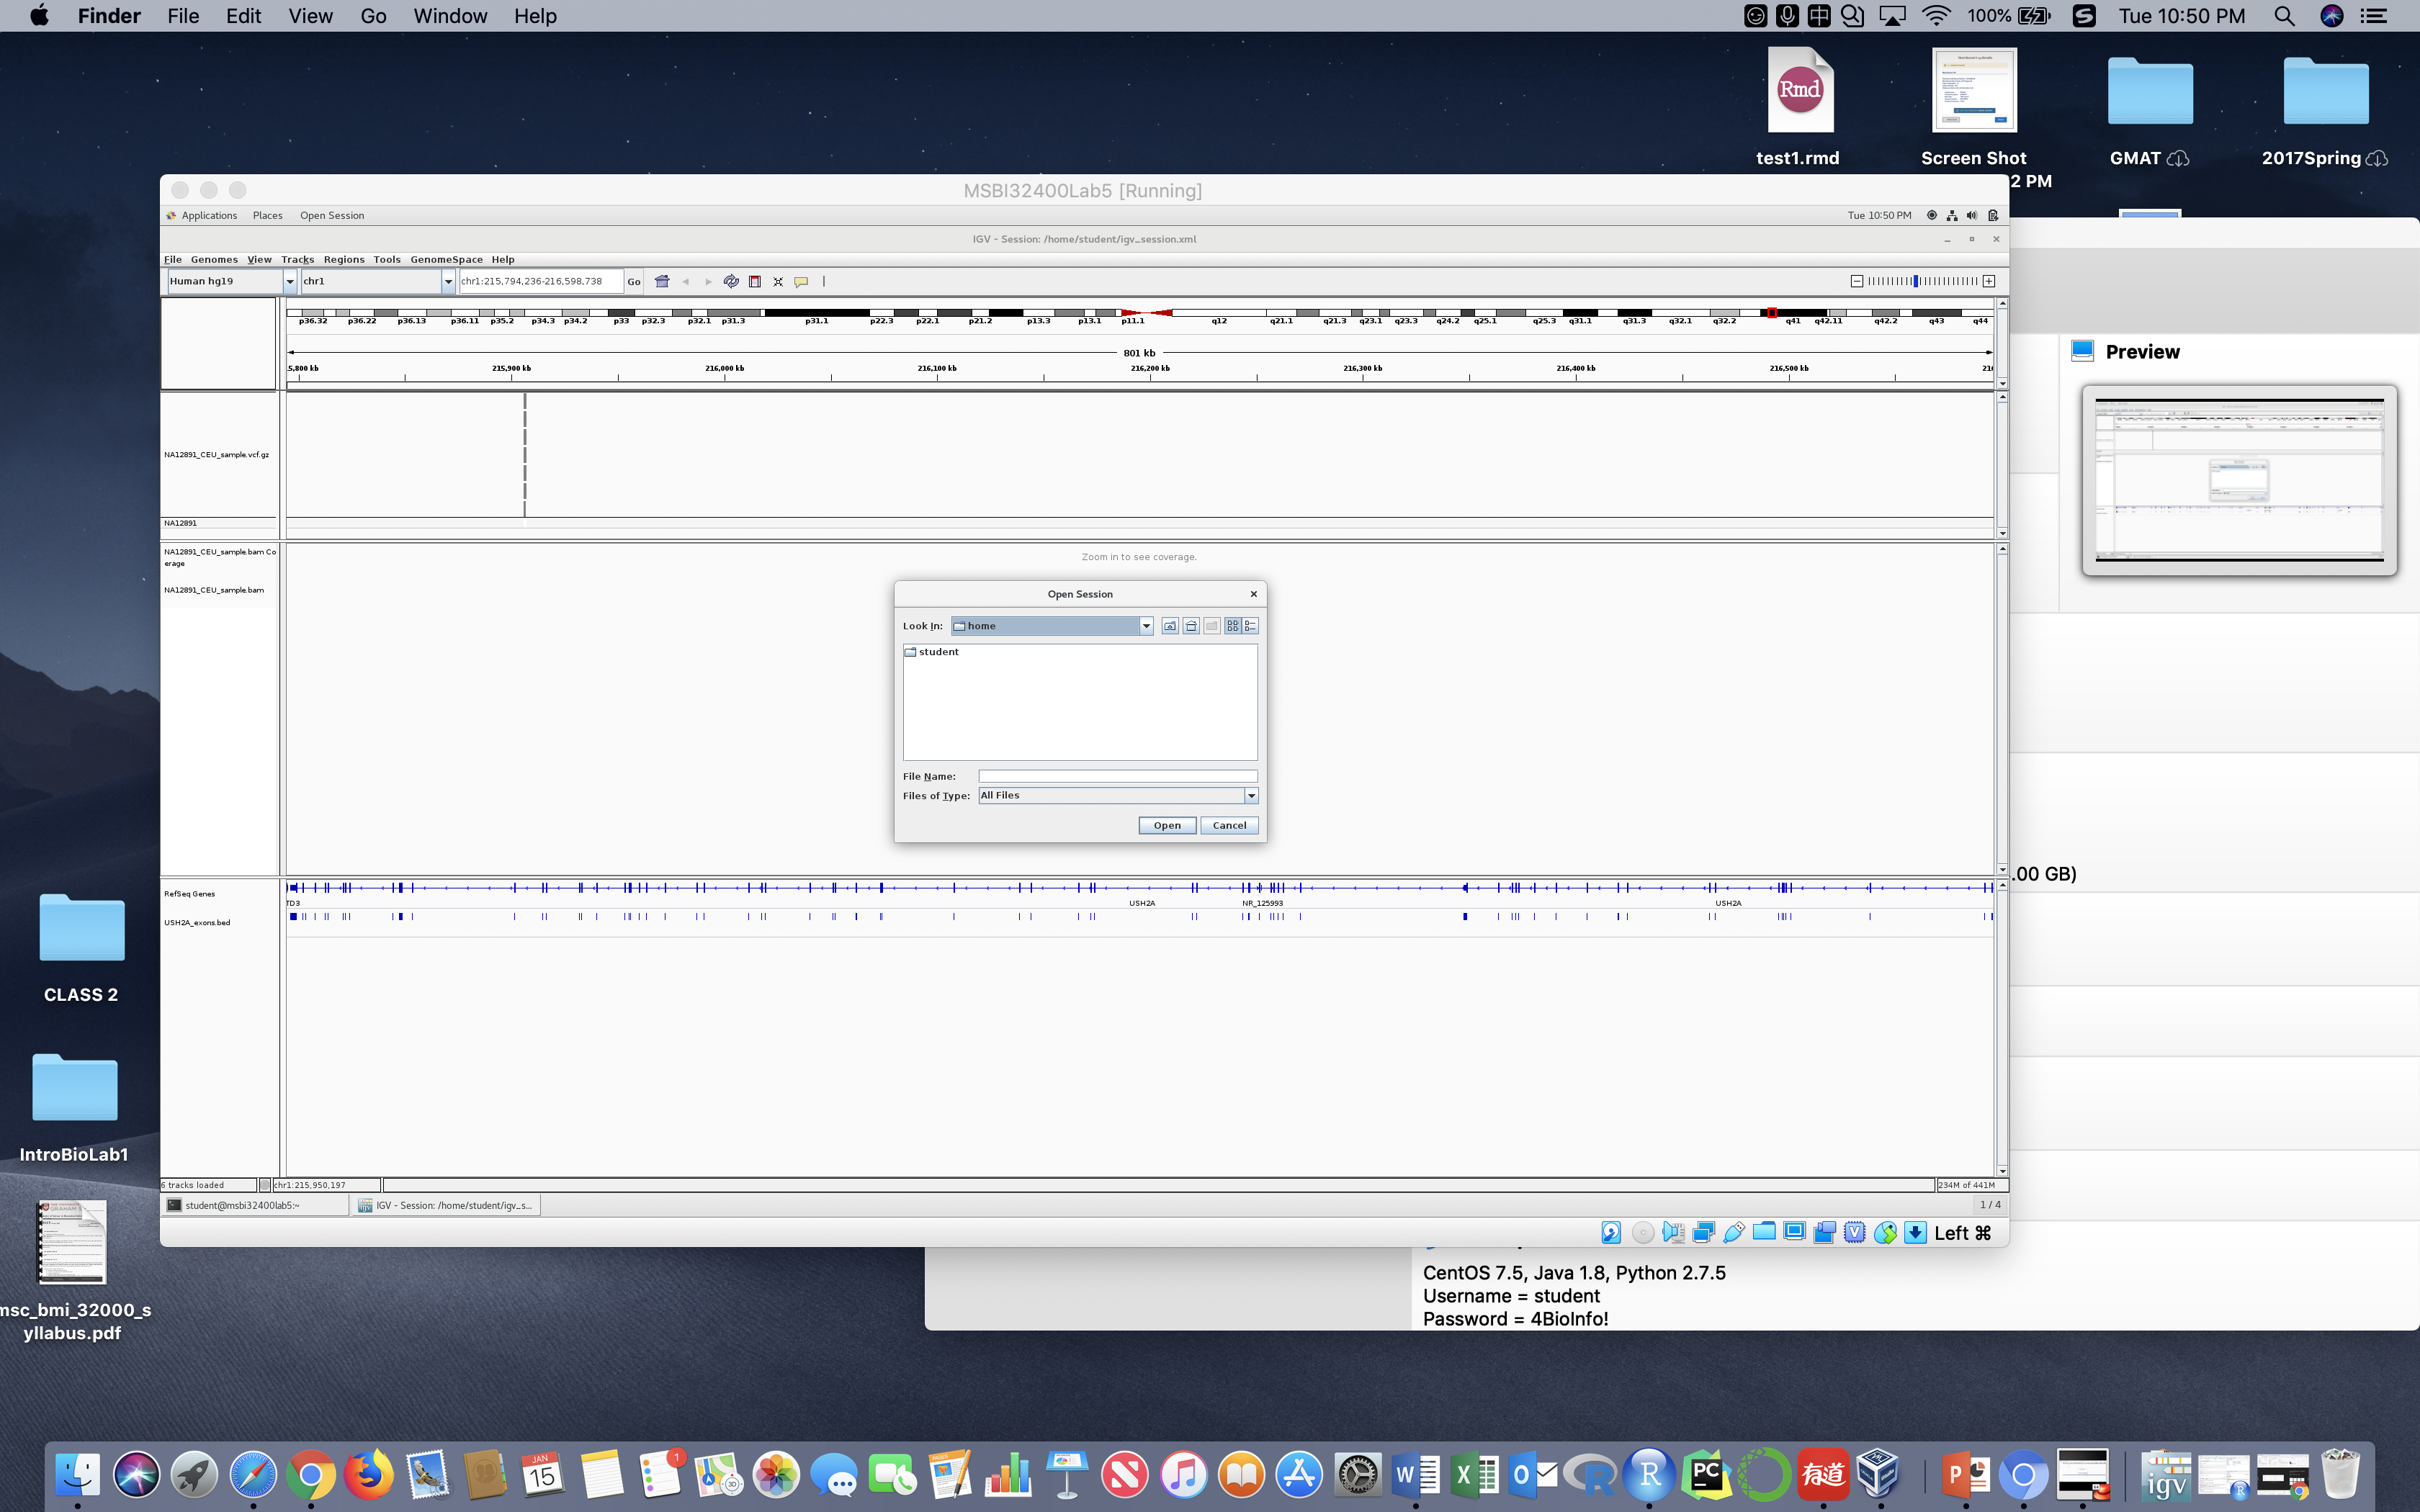 Finder File Edit View Go Window Help
100% Tue 10:50 PM
Rmd
test1.rmd
Screen Shot
2 PM
GMAT
2017Spring
MSBI32400Lab5 [Running]
Applications Places Open Session
Tue 10:50 PM
IGV - Session: /home/student/igv_session.xml
File Genomes View Tracks Regions Tools GenomeSpace Help
Human hg19 chr1 chr1:215,794,236-216,598,738 Go
p36.32 p36.22 p36.13 p36.11 p35.2 p34.3 p34.2 p33 p32.3 p32.1 p31.3 p31.1 p22.3 p22.1 p21.2 p13.3 p13.1 p11.1 q12 q21.1 q21.3 q23.1 q23.3 q24.2 q25.1 q25.3 q31.1 q31.3 q32.1 q32.2 q41 q42.11 q42.2 q43 q44
801 kb
5,800 kb 215,900 kb 216,000 kb 216,100 kb 216,200 kb 216,300 kb 216,400 kb 216,500 kb 21
NA12891_CEU_sample.vcf.gz
NA12891
NA12891_CEU_sample.bam Co
erage
NA12891_CEU_sample.bam
Zoom in to see coverage.
Open Session
Look In: home
student
File Name:
Files of Type: All Files
Open Cancel
RefSeq Genes
TD3 USH2A NR_125993 USH2A
USH2A_exons.bed
6 tracks loaded chr1:215,950,197 234M of 441M
student@msbi32400lab5:~ IGV - Session: /home/student/igv_s... 1 / 4
Left ⌘
Preview
.00 GB)
CentOS 7.5, Java 1.8, Python 2.7.5
Username = student
Password = 4BioInfo!
CLASS 2
IntroBioLab1
msc_bmi_32000_s
yllabus.pdf
JAN
15
1
3D
W X O R R PC 有道 P igv